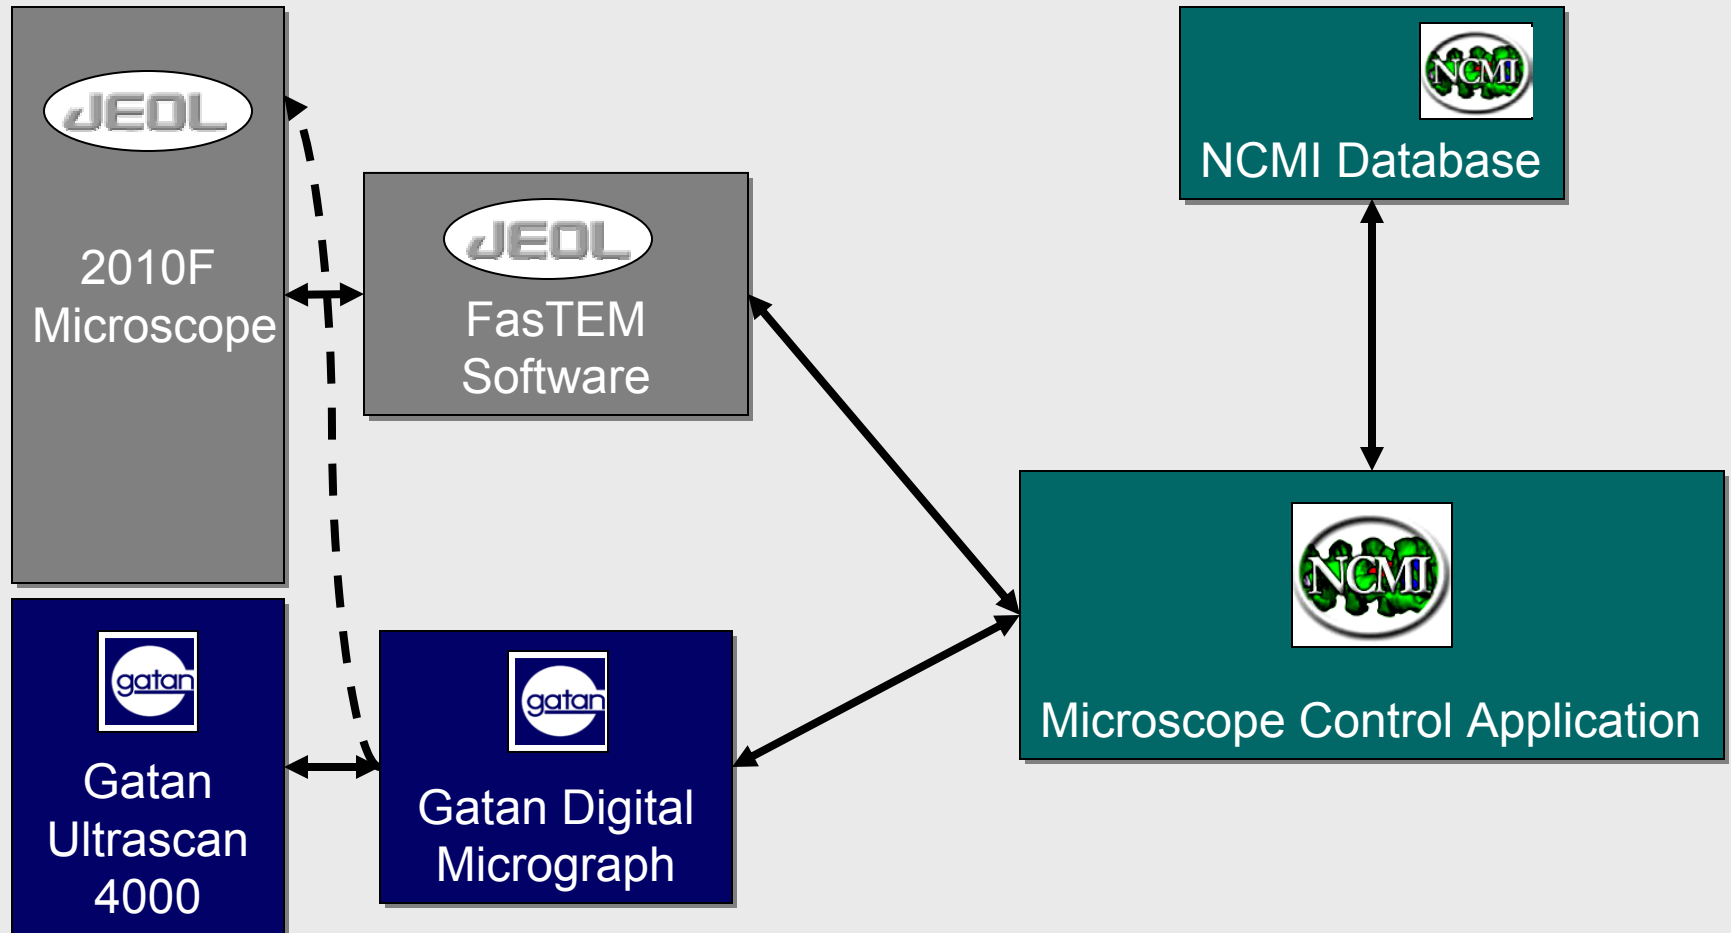 JEOL
2010F
Microscope
JEOL
FasTEM
Software
NCMI
NCMI Database
NCMI
Microscope Control Application
gatan
Gatan
Ultrascan
4000
gatan
Gatan Digital
Micrograph